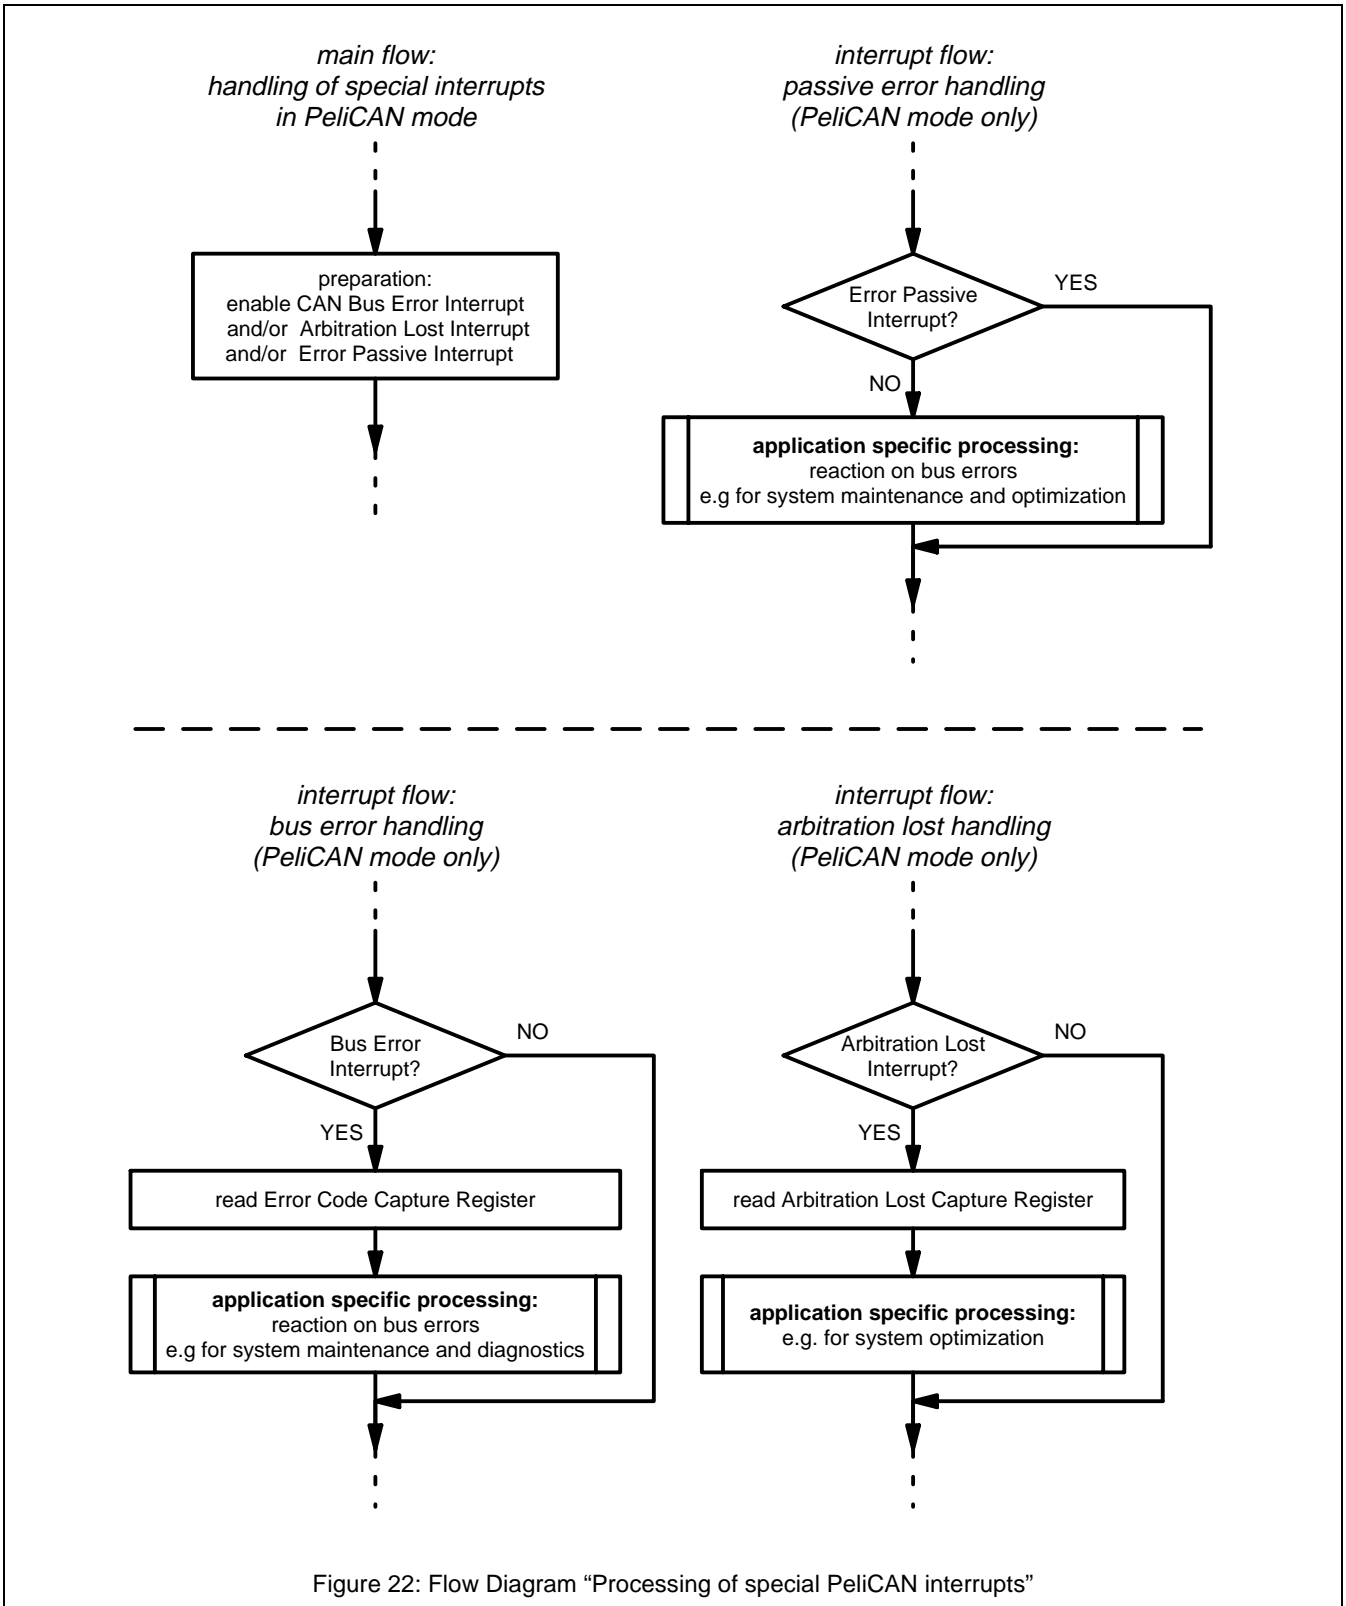 main flow:
handling of special interrupts
in PeliCAN mode
preparation:
enable CAN Bus Error Interrupt
and/or Arbitration Lost Interrupt
and/or Error Passive Interrupt
interrupt flow:
passive error handling
(PeliCAN mode only)
Error Passive
Interrupt?
YES
NO
application specific processing:
reaction on bus errors
e.g for system maintenance and optimization
interrupt flow:
bus error handling
(PeliCAN mode only)
Bus Error
Interrupt?
NO
YES
read Error Code Capture Register
application specific processing:
reaction on bus errors
e.g for system maintenance and diagnostics
interrupt flow:
arbitration lost handling
(PeliCAN mode only)
Arbitration Lost
Interrupt?
NO
YES
read Arbitration Lost Capture Register
application specific processing:
e.g. for system optimization
Figure 22: Flow Diagram “Processing of special PeliCAN interrupts”